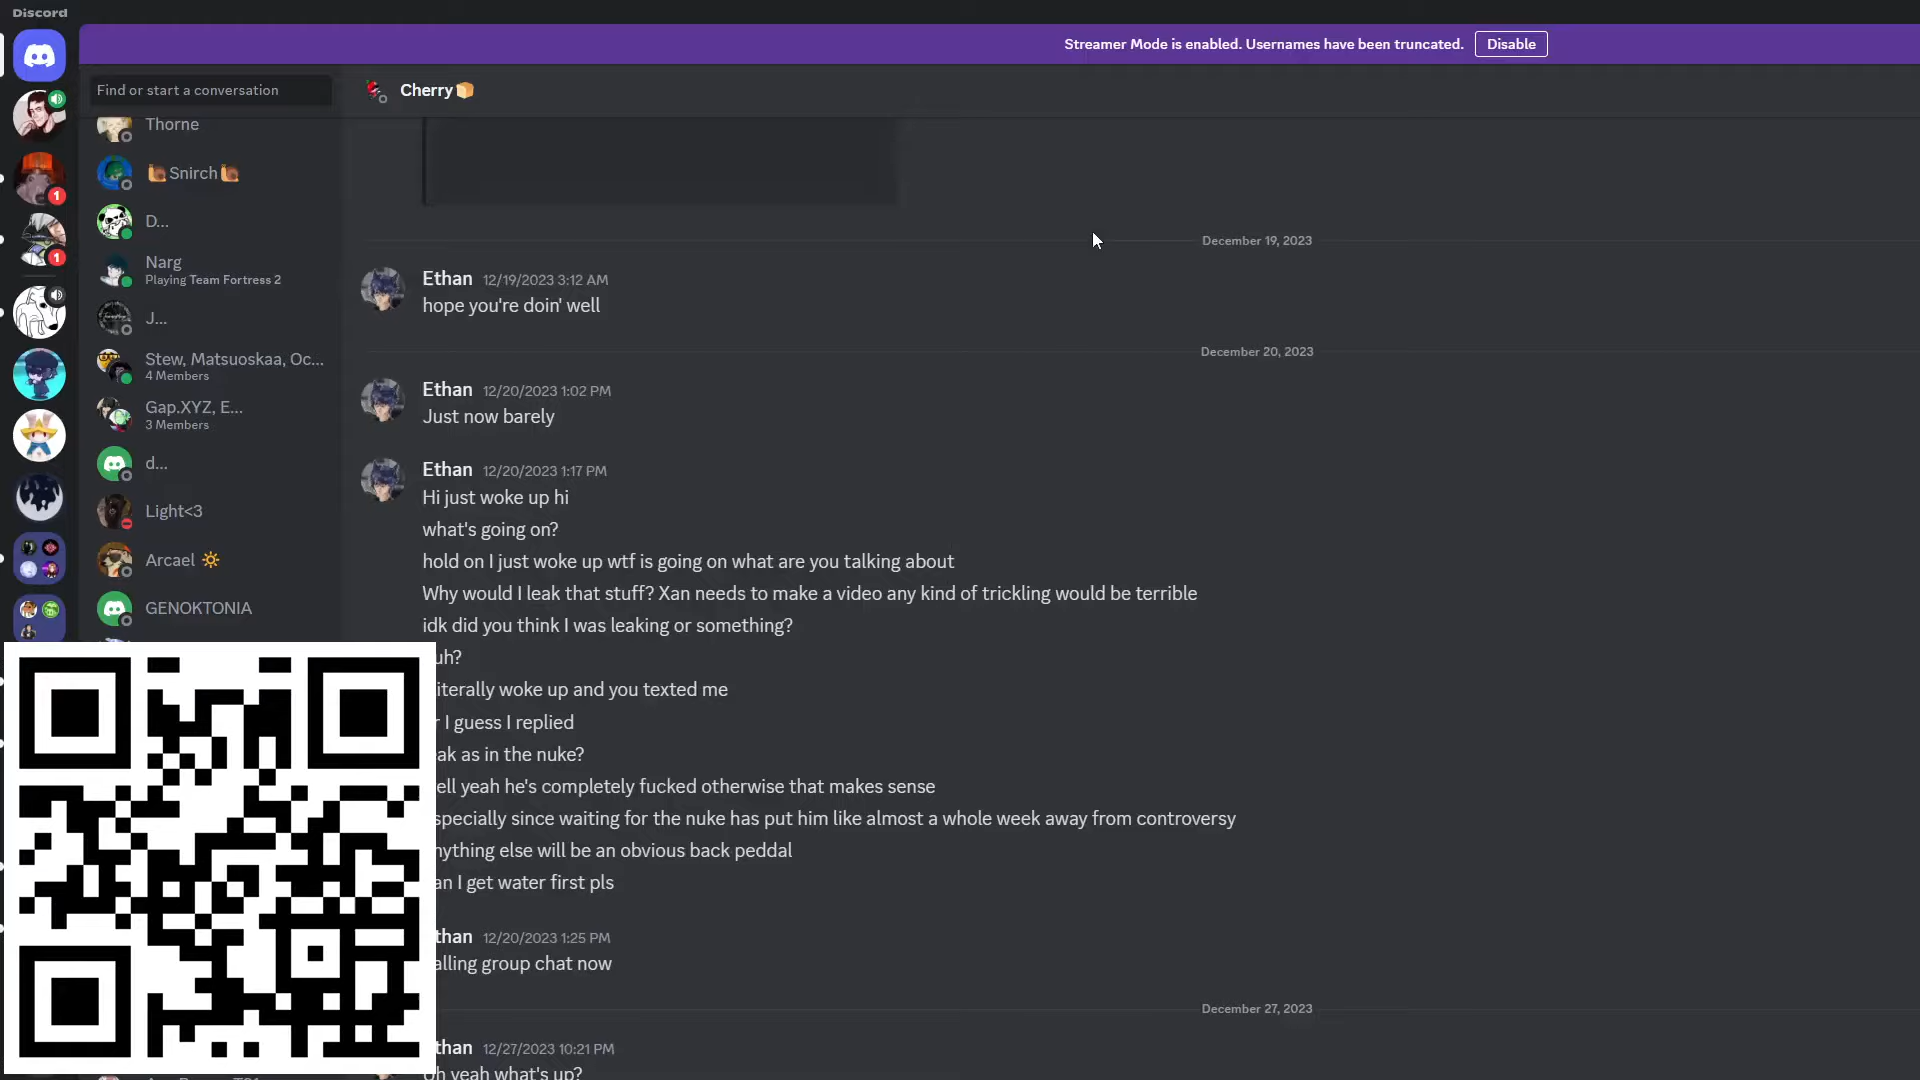 Discord
Streamer Mode is enabled. Usernames have been truncated. Disable
Find or start a conversation
Cherry🍞
Thorne
🐌Snirch🐌
D...
Narg
Playing Team Fortress 2
J...
Stew, Matsuoskaa, Oc...
4 Members
Gap.XYZ, E...
3 Members
d...
Light<3
Arcael 🔆
GENOKTONIA
1
1
December 19, 2023
Ethan 12/19/2023 3:12 AM
hope you're doin' well
December 20, 2023
Ethan 12/20/2023 1:02 PM
Just now barely
Ethan 12/20/2023 1:17 PM
Hi just woke up hi
what's going on?
hold on I just woke up wtf is going on what are you talking about
Why would I leak that stuff? Xan needs to make a video any kind of trickling would be terrible
idk did you think I was leaking or something?
uh?
iterally woke up and you texted me
r I guess I replied
ak as in the nuke?
ell yeah he's completely fucked otherwise that makes sense
specially since waiting for the nuke has put him like almost a whole week away from controversy
nything else will be an obvious back peddal
an I get water first pls
than 12/20/2023 1:25 PM
alling group chat now
December 27, 2023
than 12/27/2023 10:21 PM
Oh yeah what's up?